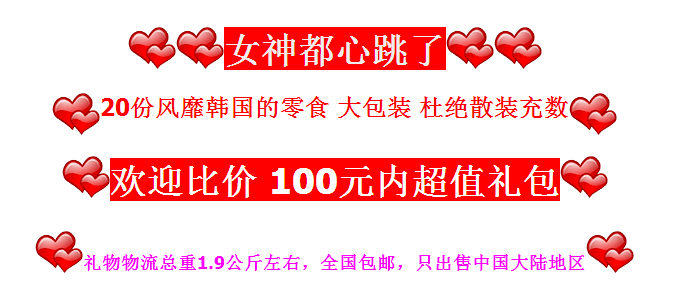 女神都心跳了
20份风靡韩国的零食 大包装 杜绝散装充数
欢迎比价 100元内超值礼包
礼物物流总重1.9公斤左右，全国包邮，只出售中国大陆地区